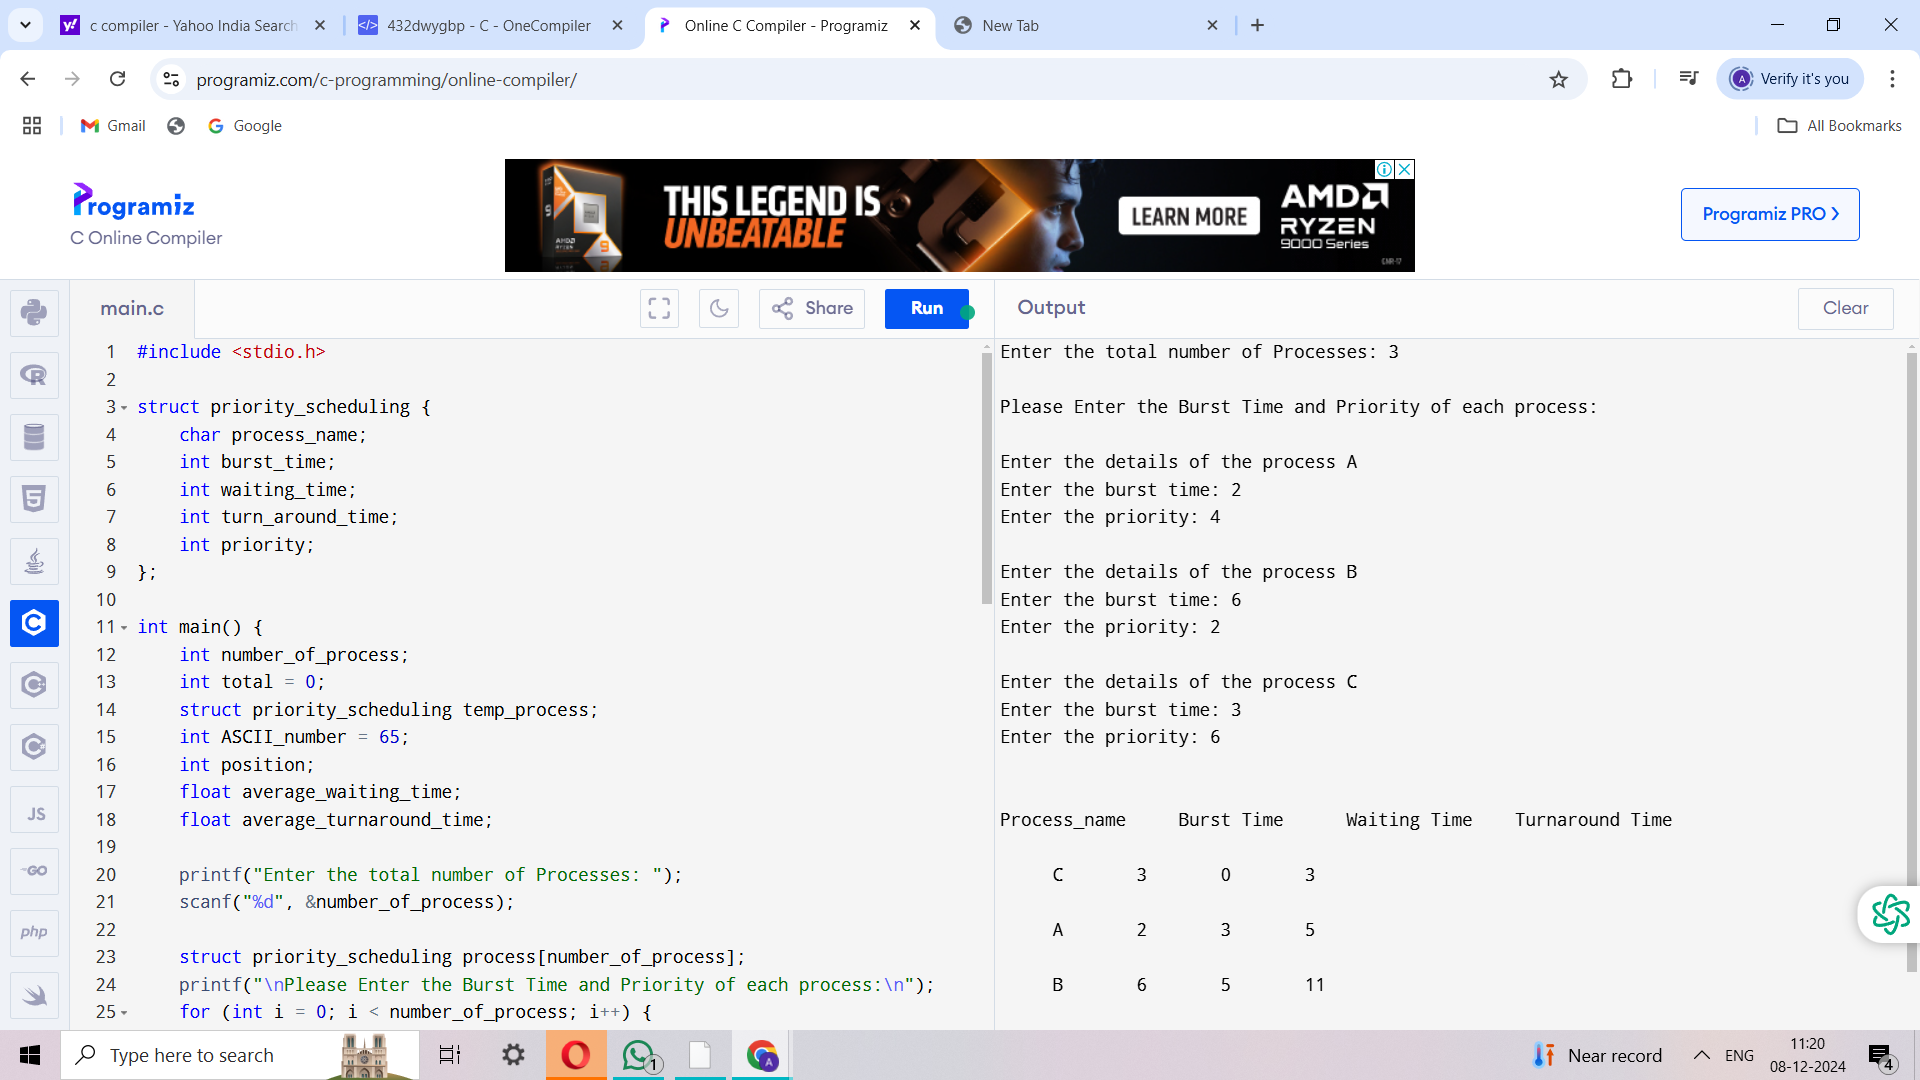 c compiler - Yahoo India Search
432dwygbp - C - OneCompiler
Online C Compiler - Programiz
New Tab
programiz.com/c-programming/online-compiler/
A
Verify it's you
Gmail
Google
All Bookmarks
Programiz
C Online Compiler
THIS LEGEND IS
UNBEATABLE
LEARN MORE
AMD
RYZEN
9000 Series
Programiz PRO
main.c
Share
Run
Output
Clear
1 #include <stdio.h>
2
3 struct priority_scheduling {
4 char process_name;
5 int burst_time;
6 int waiting_time;
7 int turn_around_time;
8 int priority;
9 };
10
11 int main() {
12 int number_of_process;
13 int total = 0;
14 struct priority_scheduling temp_process;
15 int ASCII_number = 65;
16 int position;
17 float average_waiting_time;
18 float average_turnaround_time;
19
20 printf("Enter the total number of Processes: ");
21 scanf("%d", &number_of_process);
22
23 struct priority_scheduling process[number_of_process];
24 printf("\nPlease Enter the Burst Time and Priority of each process:\n");
25 for (int i = 0; i < number_of_process; i++) {
Enter the total number of Processes: 3
Please Enter the Burst Time and Priority of each process:
Enter the details of the process A
Enter the burst time: 2
Enter the priority: 4
Enter the details of the process B
Enter the burst time: 6
Enter the priority: 2
Enter the details of the process C
Enter the burst time: 3
Enter the priority: 6
Process_name Burst Time Waiting Time Turnaround Time
C 3 0 3
A 2 3 5
B 6 5 11
JS
GO
php
Type here to search
1
A
Near record
ENG
11:20
08-12-2024
4